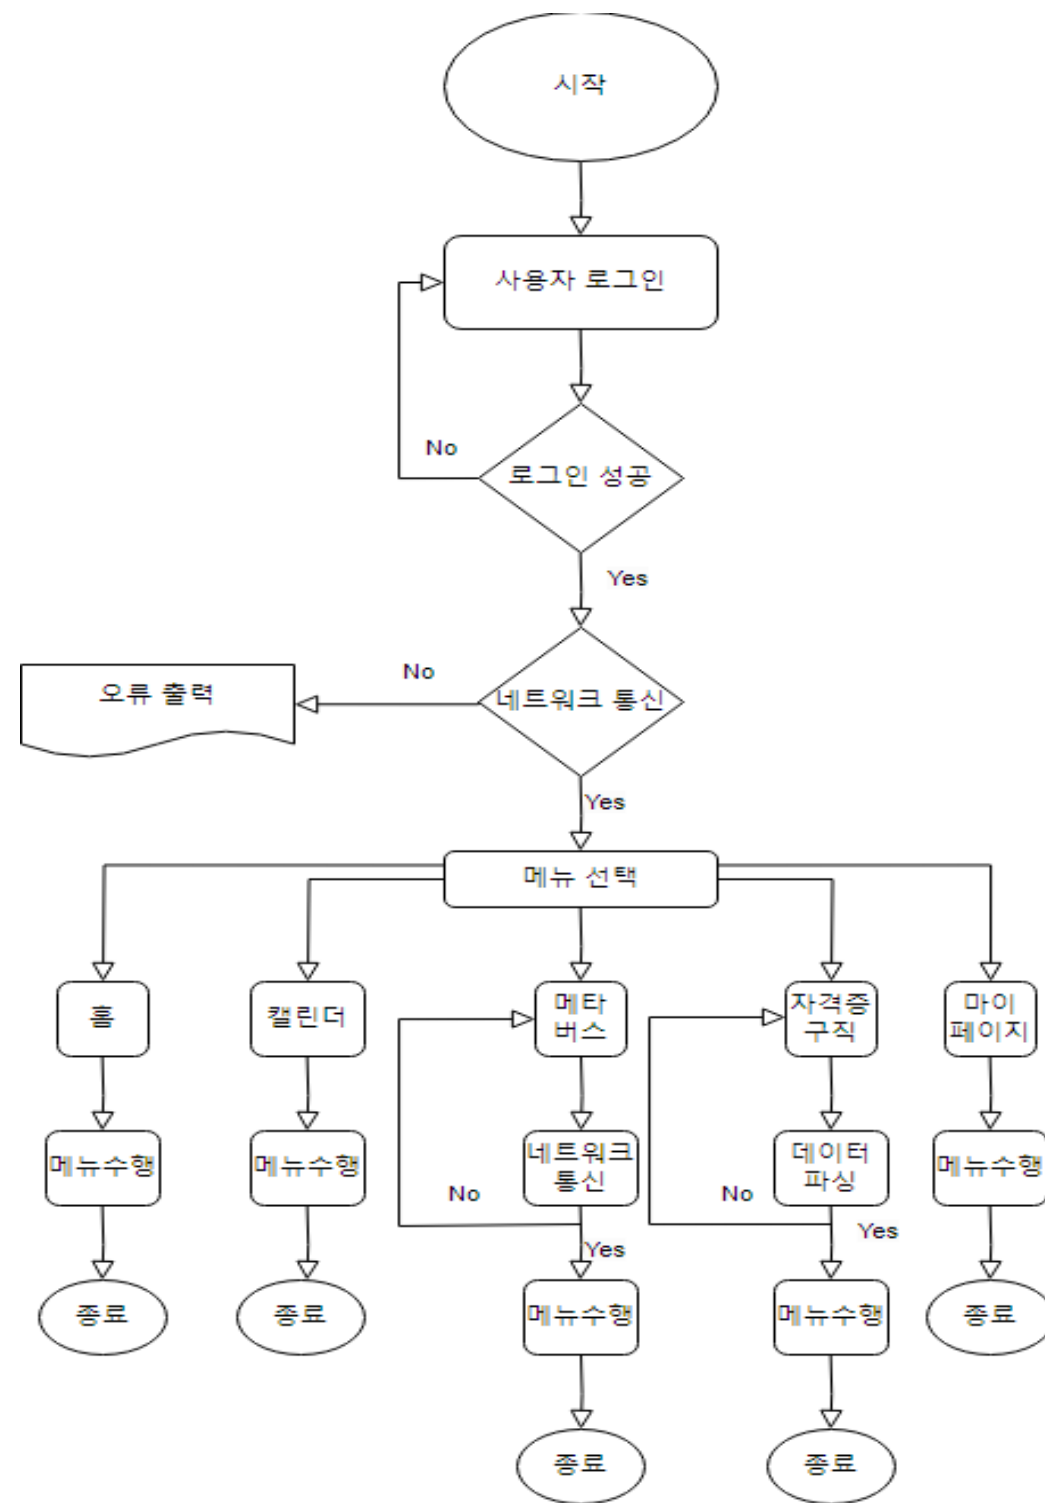 시작
사용자 로그인
No
로그인 성공
Yes
No
오류 출력
네트워크 통신
Yes
메뉴 선택
홈
캘린더
메타
버스
자격증
구직
마이
페이지
메뉴수행
메뉴수행
네트워크
통신
데이터
파싱
메뉴수행
No
Yes
No
Yes
종료
종료
메뉴수행
메뉴수행
종료
종료
종료